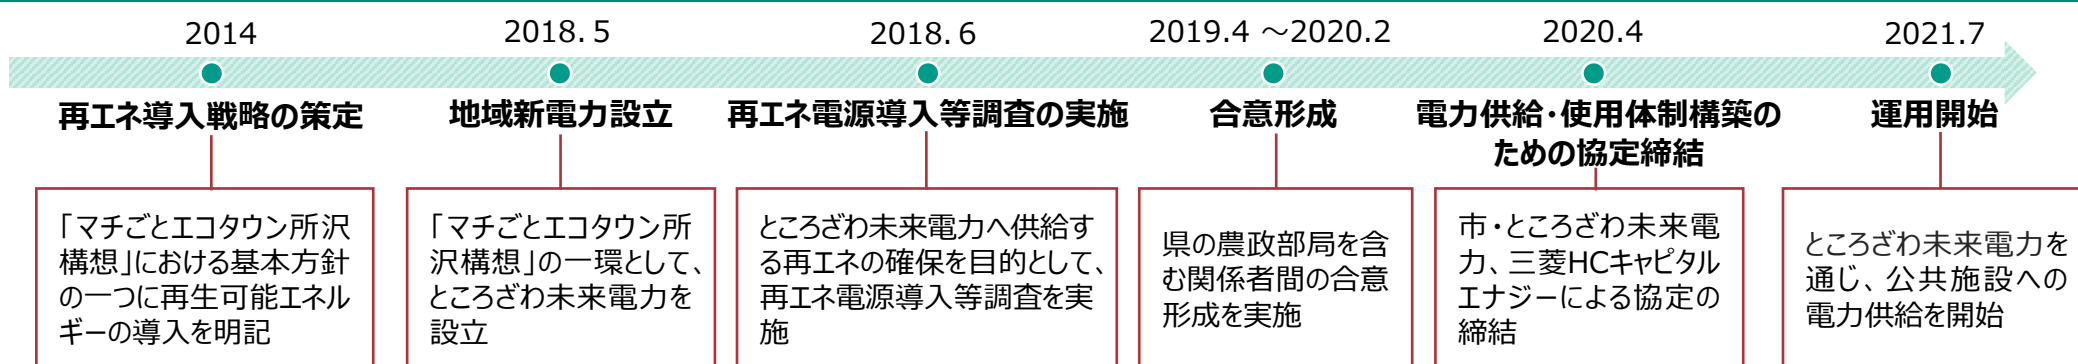 2014
再エネ導入戦略の策定
「マチごとエコタウン所沢
構想」における基本方針
の一つに再生可能エネル
ギーの導入を明記
2018. 5
地域新電力設立
「マチごとエコタウン所
沢構想」の一環として、
ところざわ未来電力を
設立
2018. 6
再エネ電源導入等調査の実施
ところざわ未来電力へ供給す
る再エネの確保を目的として、
再エネ電源導入等調査を実
施
2019.4 ～2020.2
合意形成
県の農政部局を含
む関係者間の合意
形成を実施
2020.4
電力供給・使用体制構築の
ための協定締結
市・ところざわ未来電
力、三菱HCキャピタル
エナジーによる協定の
締結
2021.7
運用開始
ところざわ未来電力を
通じ、公共施設への
電力供給を開始